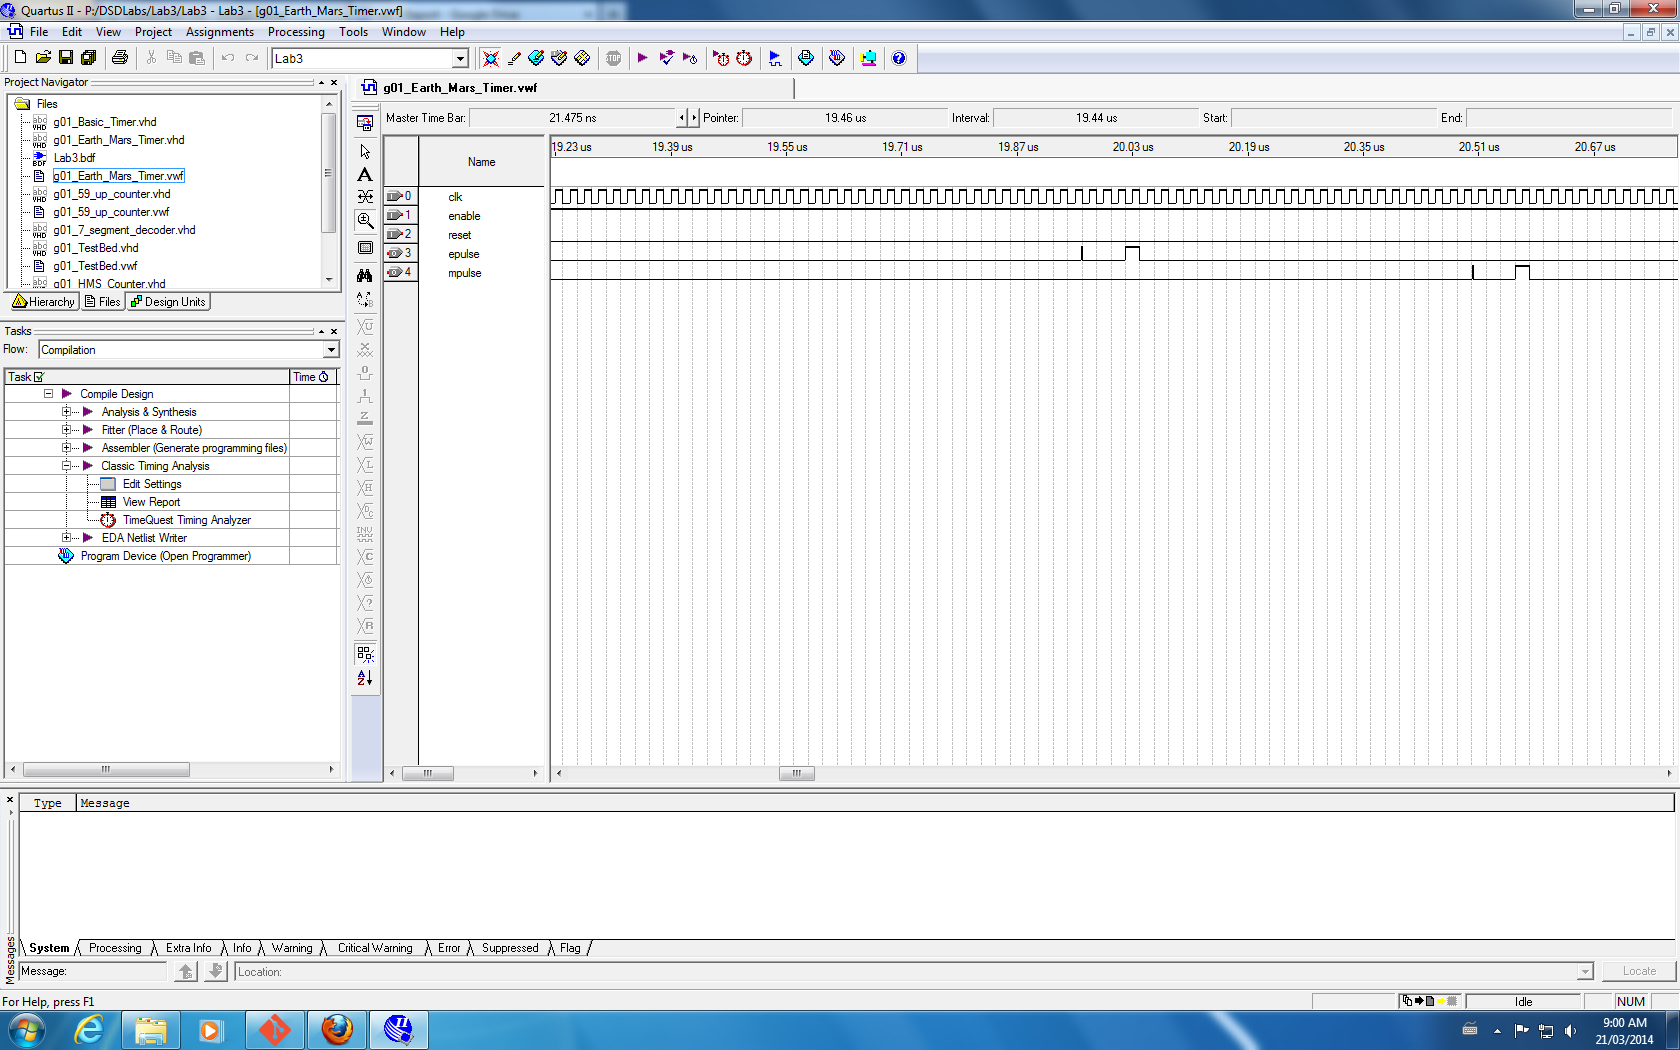 Quartus II - P:/DSDLabs/Lab3/Lab3 - Lab3 - [g01_Earth_Mars_Timer.vwf]
File Edit View Project Assignments Processing Tools Window Help
Lab3
Project Navigator
Files
g01_Basic_Timer.vhd
g01_Earth_Mars_Timer.vhd
Lab3.bdf
g01_Earth_Mars_Timer.vwf
g01_59_up_counter.vhd
g01_59_up_counter.vwf
g01_7_segment_decoder.vhd
g01_TestBed.vhd
g01_TestBed.vwf
g01_HMS_Counter.vhd
Hierarchy Files Design Units
Tasks
Flow: Compilation
Task Time
Compile Design
Analysis & Synthesis
Fitter (Place & Route)
Assembler (Generate programming files)
Classic Timing Analysis
Edit Settings
View Report
TimeQuest Timing Analyzer
EDA Netlist Writer
Program Device (Open Programmer)
g01_Earth_Mars_Timer.vwf
Master Time Bar: 21.475 ns Pointer: 19.46 us Interval: 19.44 us Start: End:
Name
19.23 us 19.39 us 19.55 us 19.71 us 19.87 us 20.03 us 20.19 us 20.35 us 20.51 us 20.67 us
0 clk
1 enable
2 reset
3 epulse
4 mpulse
Type Message
System Processing Extra Info Info Warning Critical Warning Error Suppressed Flag
Messages
Message: Location: Locate
For Help, press F1 Idle NUM
9:00 AM
21/03/2014